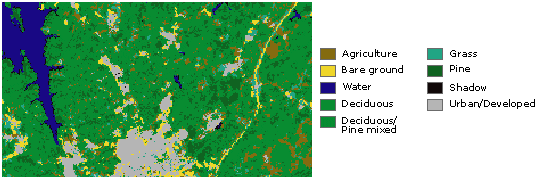 Agriculture
Bare ground
Water
Deciduous
Deciduous/
Pine mixed
Grass
Pine
Shadow
Urban/Developed